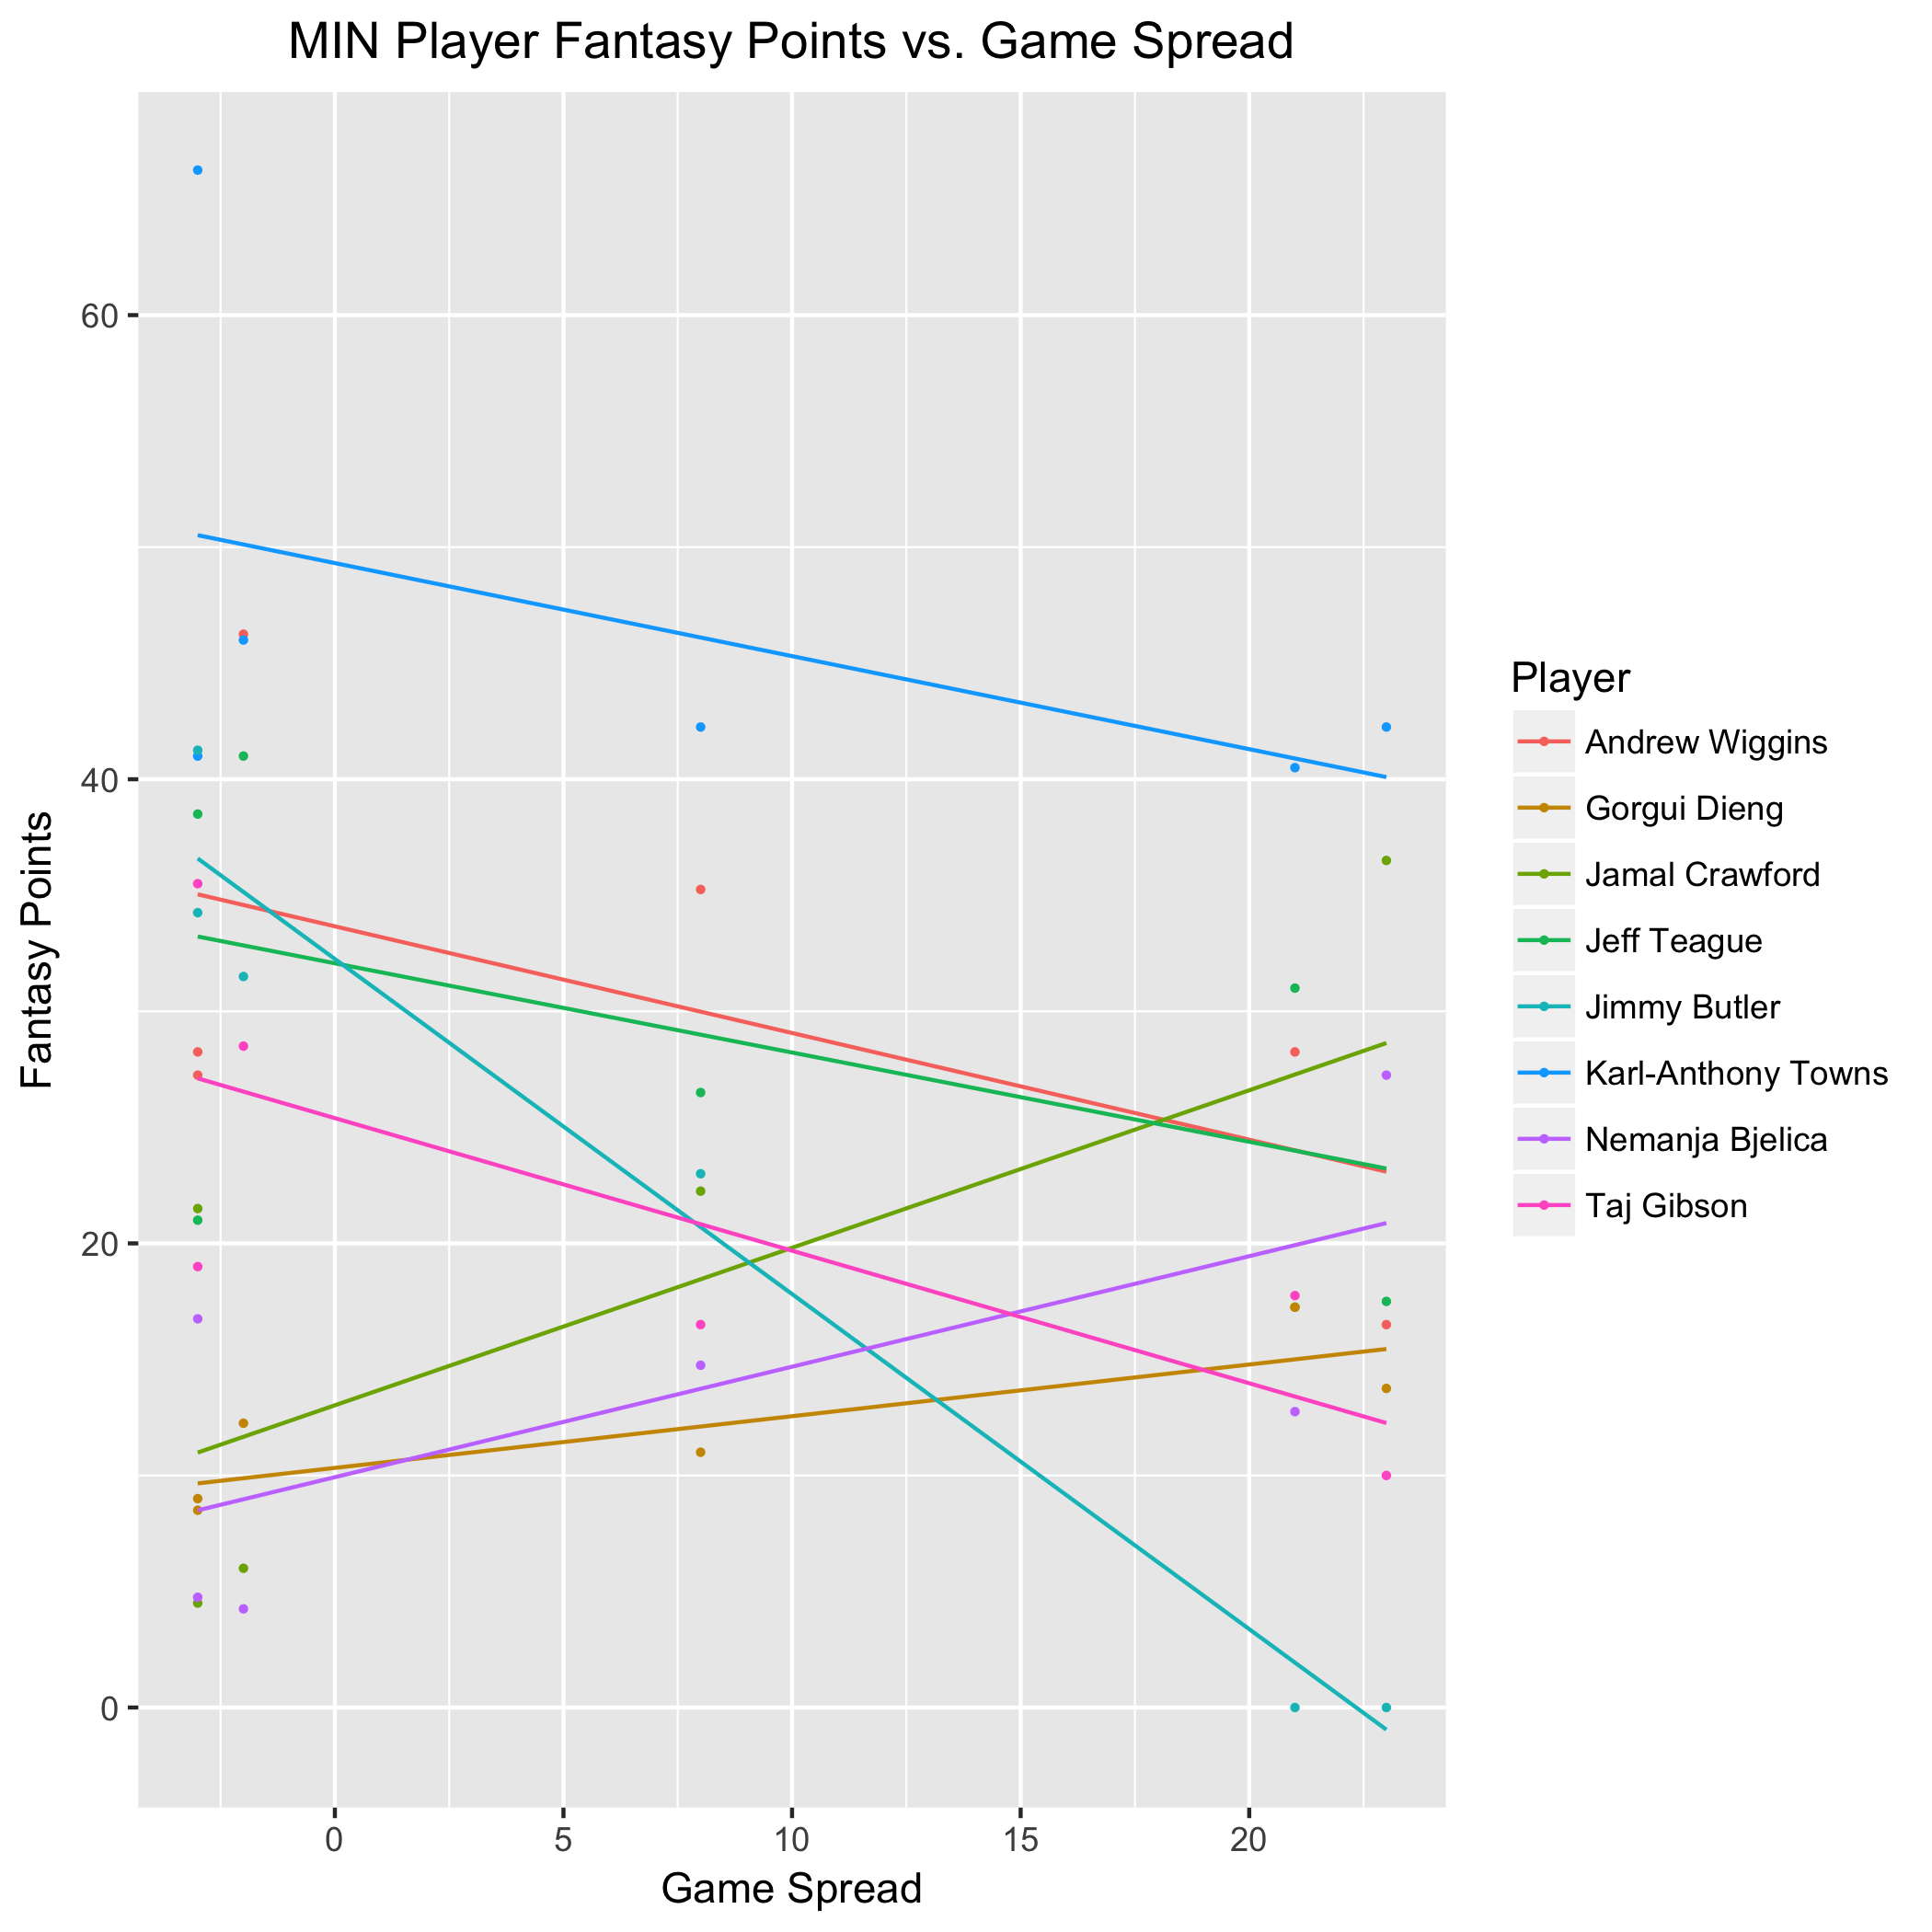 MIN Player Fantasy Points vs. Game Spread
Fantasy Points
60
40
20
0
0 5 10 15 20
Game Spread
Player
Andrew Wiggins
Gorgui Dieng
Jamal Crawford
Jeff Teague
Jimmy Butler
Karl-Anthony Towns
Nemanja Bjelica
Taj Gibson